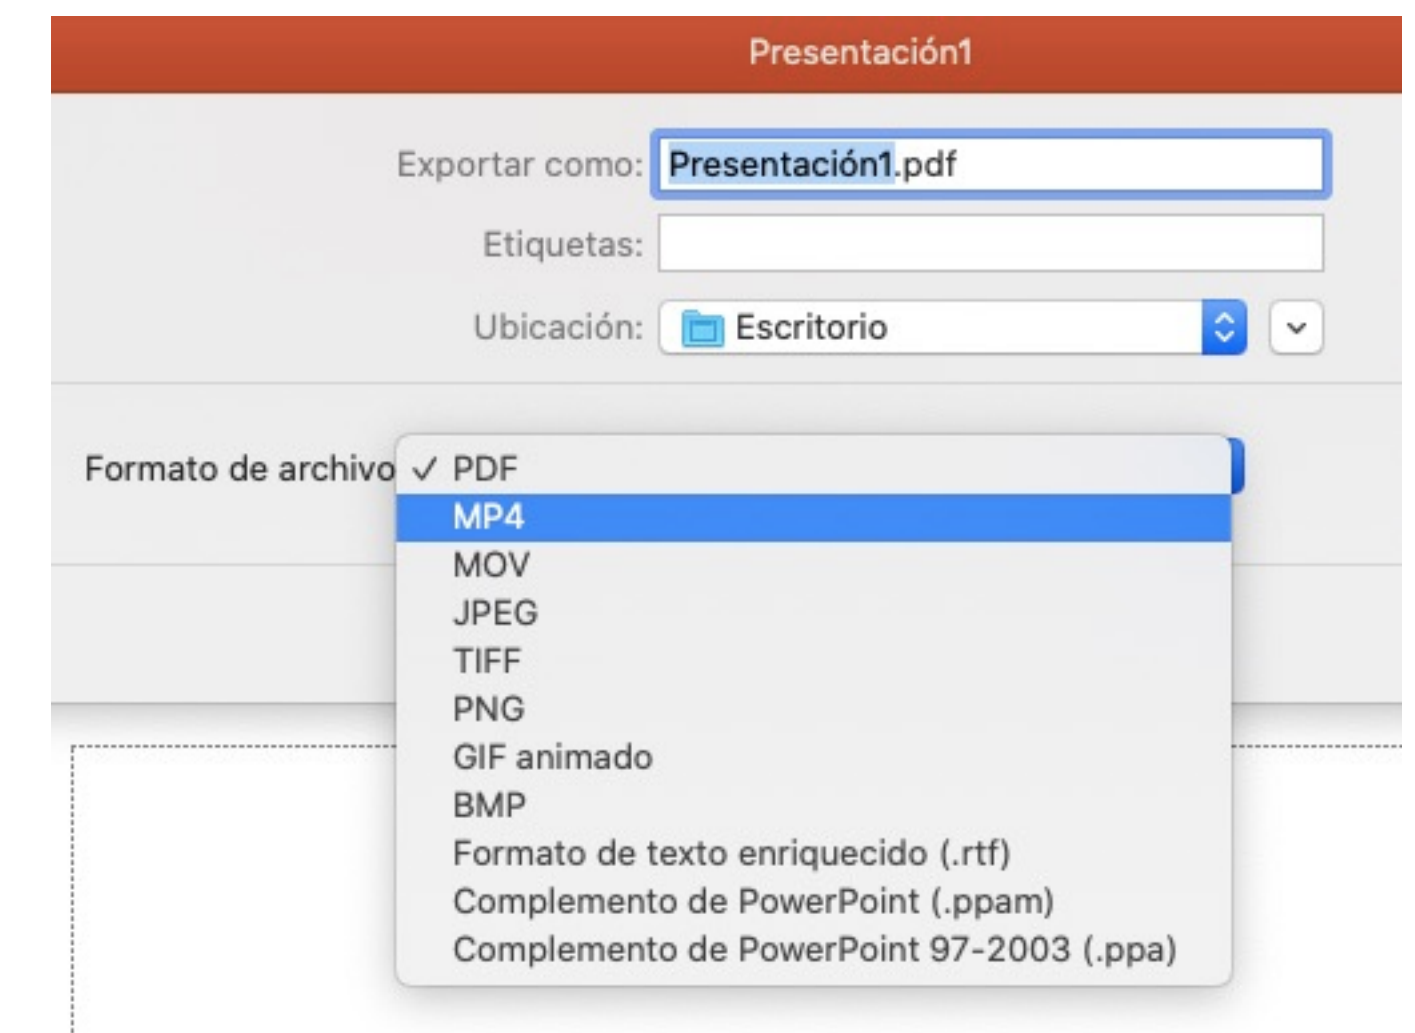 Presentación1
Exportar como: Presentación1.pdf
Etiquetas:
Ubicación: Escritorio
Formato de archivo ✓ PDF
MP4
MOV
JPEG
TIFF
PNG
GIF animado
BMP
Formato de texto enriquecido (.rtf)
Complemento de PowerPoint (.ppam)
Complemento de PowerPoint 97-2003 (.ppa)